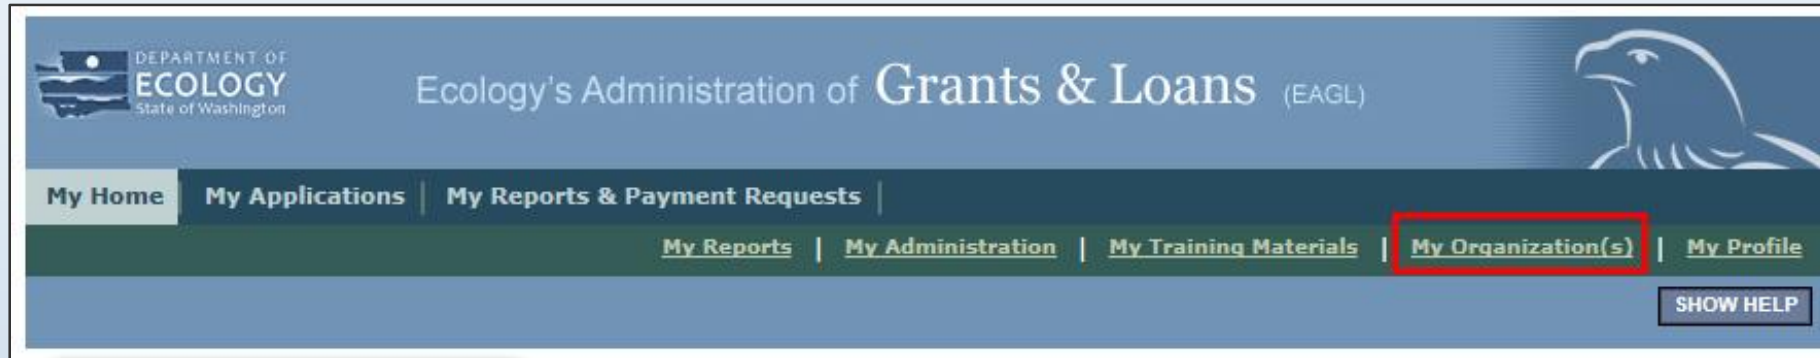 DEPARTMENT OF
ECOLOGY
State of Washington
Ecology's Administration of Grants & Loans (EAGL)
My Home My Applications My Reports & Payment Requests
My Reports | My Administration | My Training Materials | My Organization(s) | My Profile
SHOW HELP